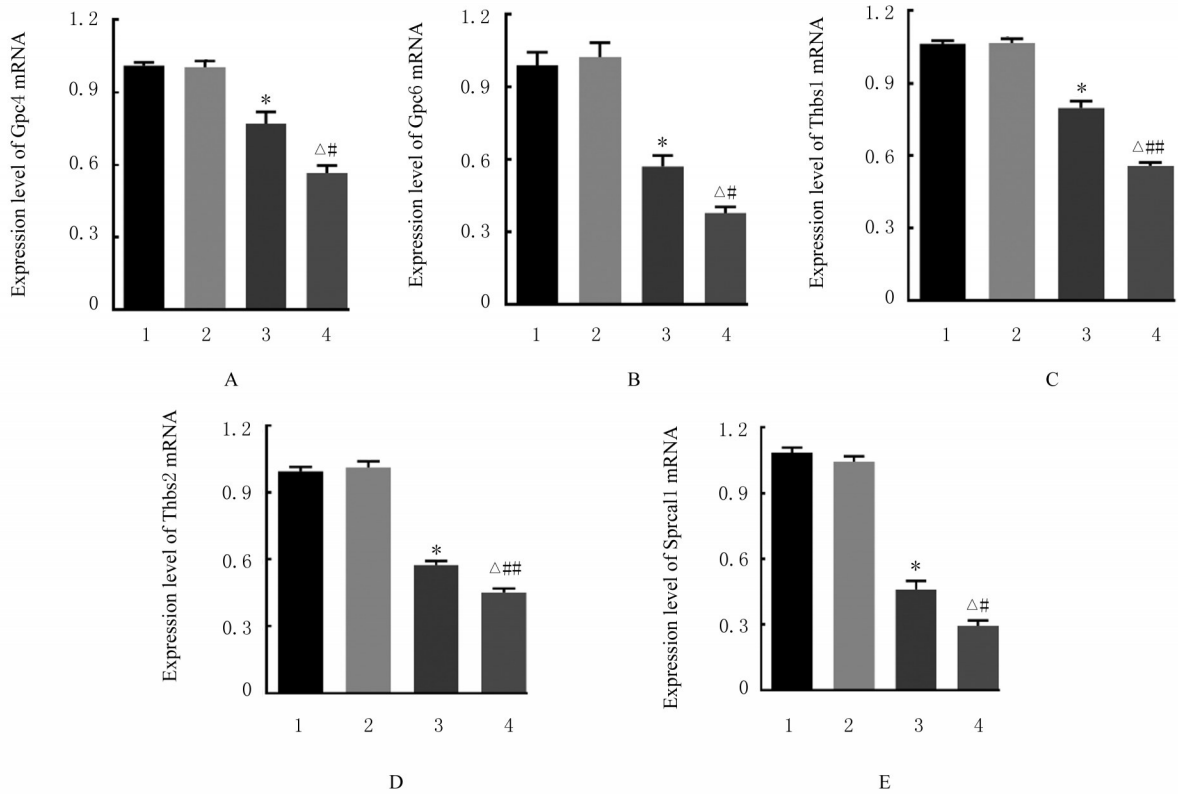 Expression level of Gpc4 mRNA
1.2
0.9
0.6
0.3
0
*
△#
1 2 3 4
A
Expression level of Gpc6 mRNA
1.2
0.9
0.6
0.3
0
*
△#
1 2 3 4
B
Expression level of Thbs1 mRNA
1.2
0.9
0.6
0.3
0
*
△##
1 2 3 4
C
Expression level of Thbs2 mRNA
1.2
0.9
0.6
0.3
0
*
△##
1 2 3 4
D
Expression level of Sprcal1 mRNA
1.2
0.9
0.6
0.3
0
*
△#
1 2 3 4
E